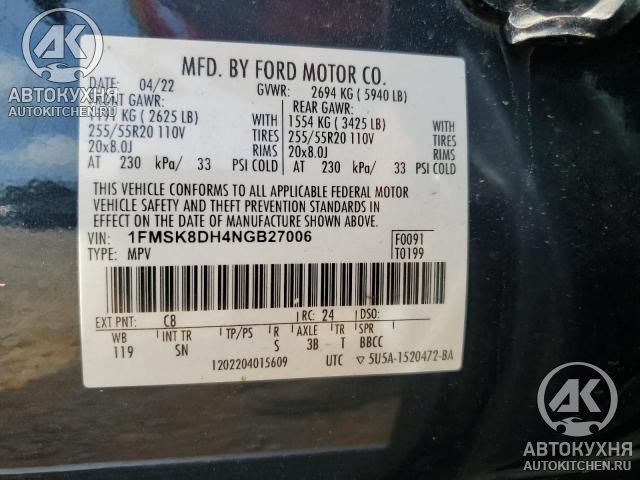 MFD. BY FORD MOTOR CO.
DATE: 04/22 GVWR: 2694 KG ( 5940 LB)
FRONT GAWR: REAR GAWR:
KG ( 2625 LB) 1554 KG ( 3425 LB)
255/55R20 110V TIRES 255/55R20 110V TIRES
20x8.0J RIMS 20x8.0J RIMS
AT 230 kPa/ 33 PSI COLD AT 230 kPa/ 33 PSI COLD
THIS VEHICLE CONFORMS TO ALL APPLICABLE FEDERAL MOTOR
VEHICLE SAFETY AND THEFT PREVENTION STANDARDS IN
EFFECT ON THE DATE OF MANUFACTURE SHOWN ABOVE.
VIN: 1FMSK8DH4NGB27006 F0091
TYPE: MPV T0199
EXT PNT: C8 RC: 24 DSO:
WB INT TR TP/PS R AXLE TR SPR
119 SN S 3B T BBCC
1202204015609 UTC ▽ 5U5A-1520472-BA
АК
АВТОКУХНЯ
AUTOKITCHEN.RU
АК
АВТОКУХНЯ
AUTOKITCHEN.RU